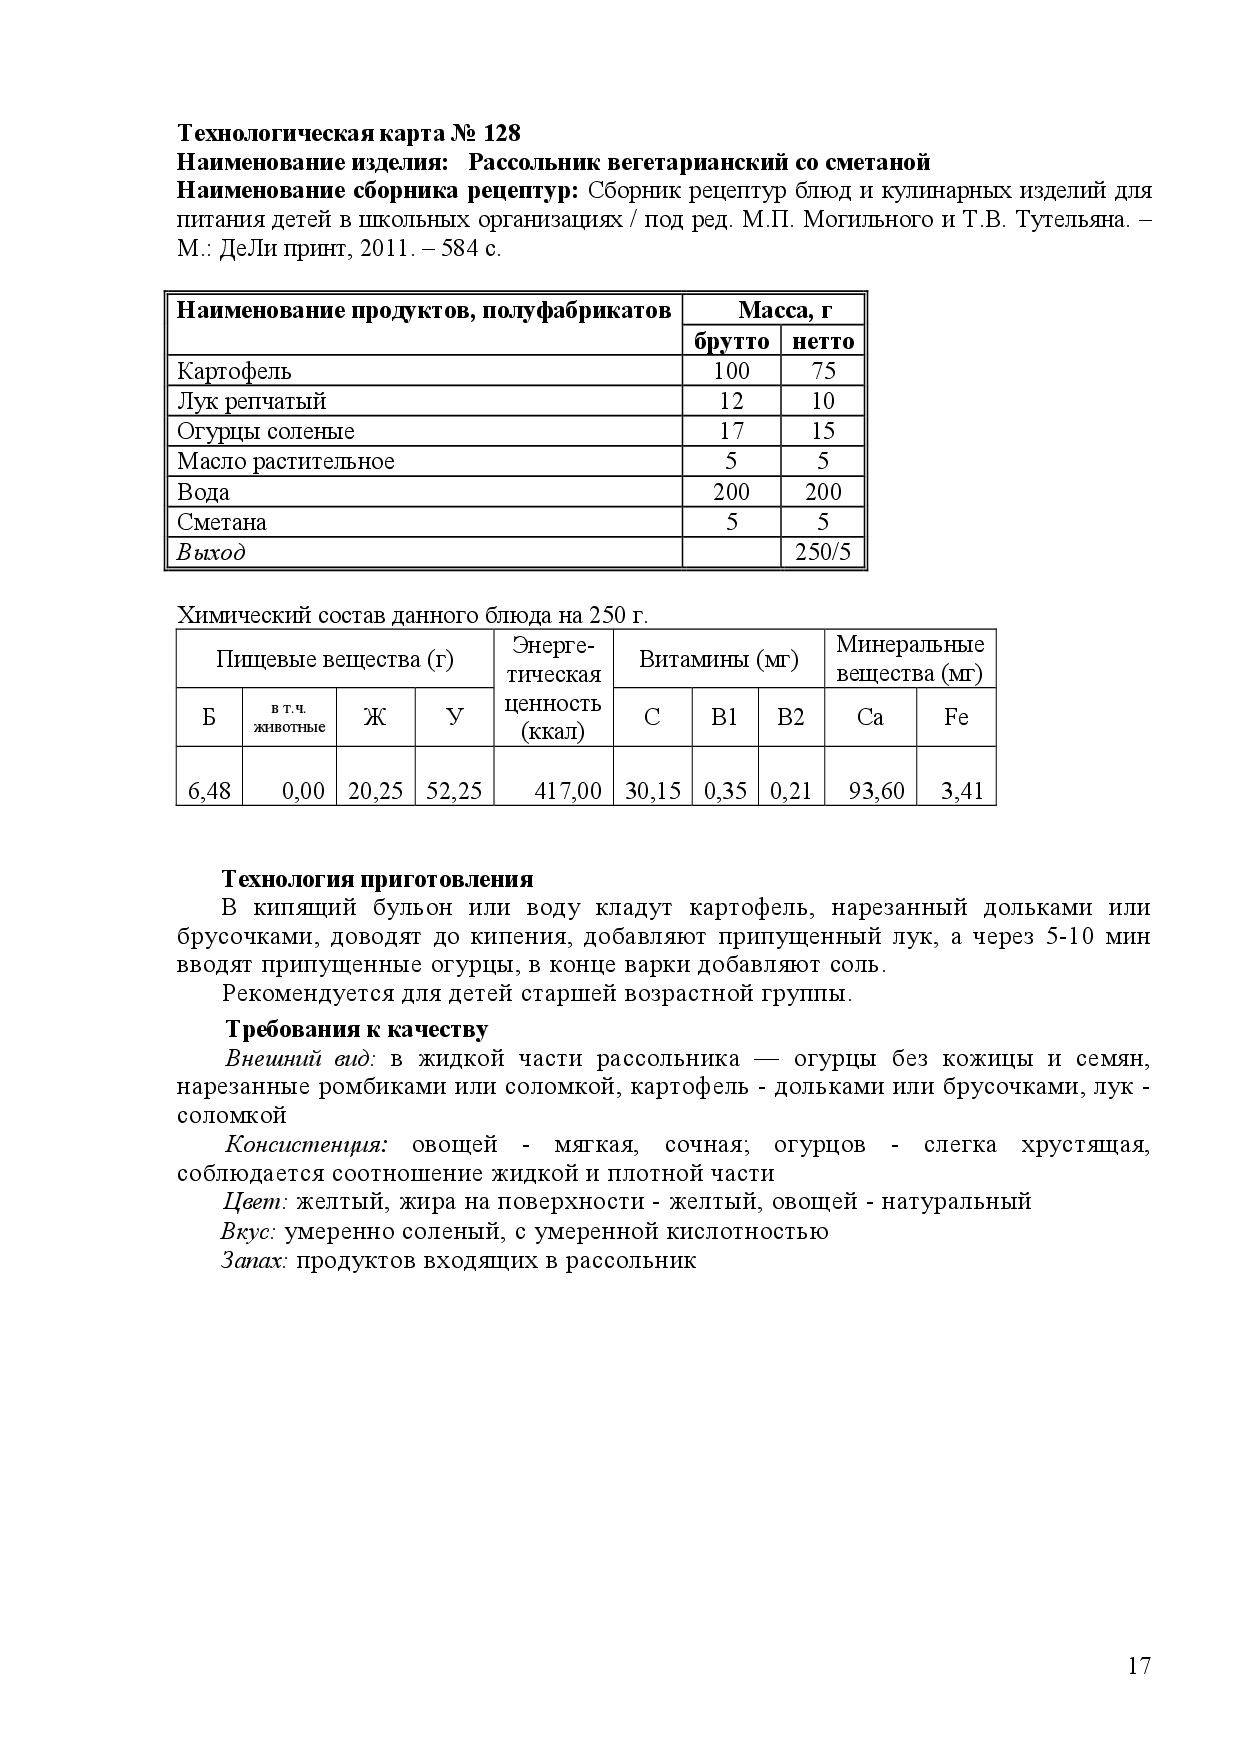 Технологическая карта № 128
Наименование изделия: Рассольник вегетарианский со сметаной
Наименование сборника рецептур: Сборник рецептур блюд и кулинарных изделий для
питания детей в школьных организациях / под ред. М.П. Могильного и Т.В. Тутельяна. –
М.: ДеЛи принт, 2011. – 584 с.
Наименование продуктов, полуфабрикатов Масса, г
брутто нетто
Картофель 100 75
Лук репчатый 12 10
Огурцы соленые 17 15
Масло растительное 5 5
Вода 200 200
Сметана 5 5
Выход 250/5
Химический состав данного блюда на 250 г.
Пищевые вещества (г) Энерге-тическая ценность (ккал) Витамины (мг) Минеральные вещества (мг)
Б в т.ч. животные Ж У С В1 В2 Са Fe
6,48 0,00 20,25 52,25 417,00 30,15 0,35 0,21 93,60 3,41
Технология приготовления
В кипящий бульон или воду кладут картофель, нарезанный дольками или
брусочками, доводят до кипения, добавляют припущенный лук, а через 5-10 мин
вводят припущенные огурцы, в конце варки добавляют соль.
Рекомендуется для детей старшей возрастной группы.
Требования к качеству
Внешний вид: в жидкой части рассольника — огурцы без кожицы и семян,
нарезанные ромбиками или соломкой, картофель - дольками или брусочками, лук -
соломкой
Консистенция: овощей - мягкая, сочная; огурцов - слегка хрустящая,
соблюдается соотношение жидкой и плотной части
Цвет: желтый, жира на поверхности - желтый, овощей - натуральный
Вкус: умеренно соленый, с умеренной кислотностью
Запах: продуктов входящих в рассольник
17